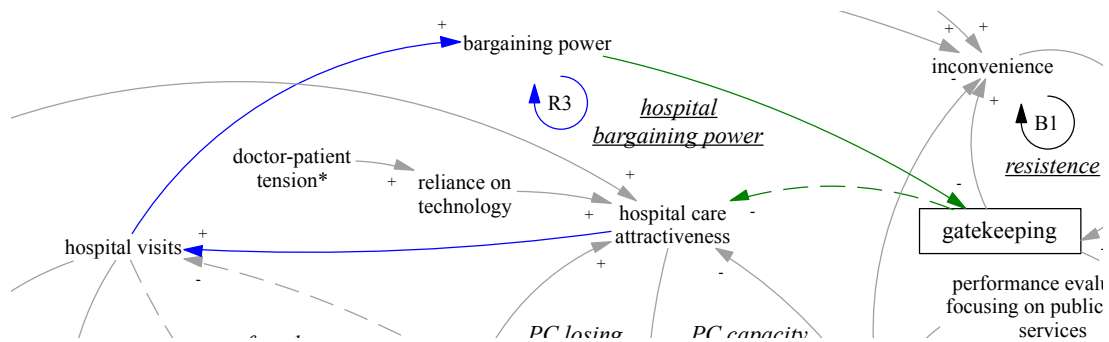 +
bargaining power
+
+
inconvenience
-
R3
hospital
bargaining power
+
B1
resistence
doctor-patient
tension*
+
reliance on
technology
+
+
hospital care
attractiveness
-
-
gatekeeping
+
hospital visits
-
+
-
performance evalu
focusing on public
services
PC losing
PC capacity